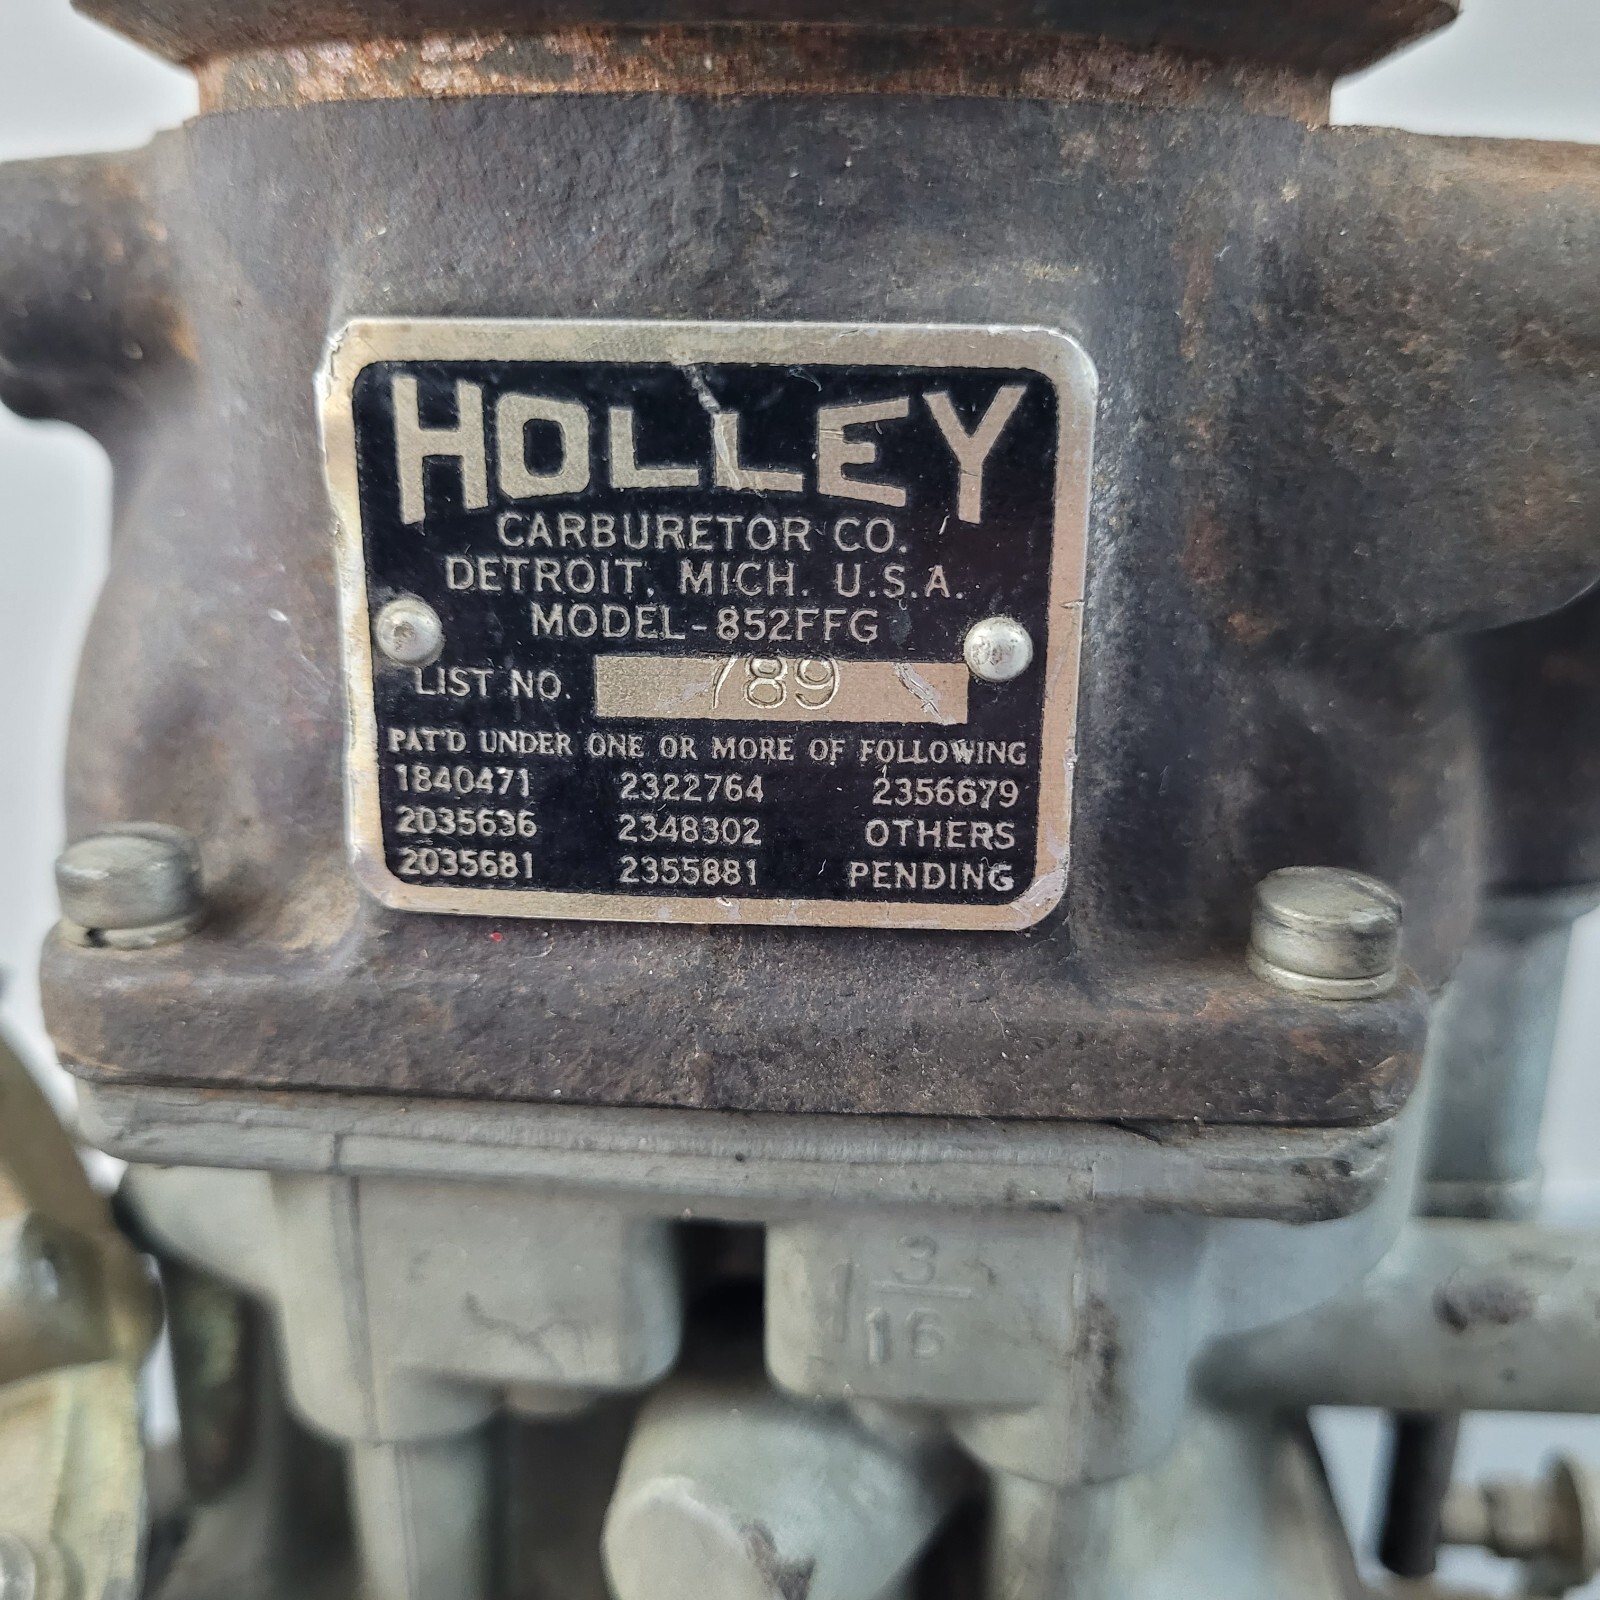 HOLLEY
CARBURETOR CO.
DETROIT, MICH. U.S.A.
MODEL-852FFG
LIST NO. 789
PAT'D UNDER ONE OR MORE OF FOLLOWING
1840471 2322764 2356679
2035636 2348302 OTHERS
2035681 2355881 PENDING
1 3/16